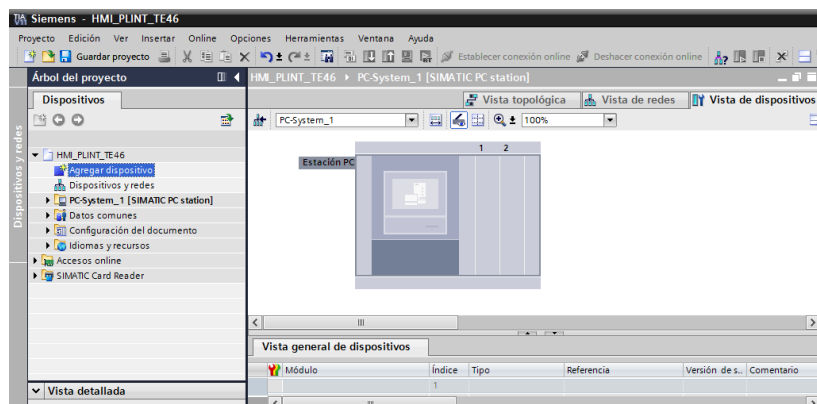 Siemens - HMI_PLINT_TE46
Proyecto Edición Ver Insertar Online Opciones Herramientas Ventana Ayuda
Guardar proyecto Establecer conexión online Deshacer conexión online
Árbol del proyecto
HMI_PLINT_TE46 ▸ PC-System_1 [SIMATIC PC station]
Dispositivos
Vista topológica Vista de redes Vista de dispositivos
PC-System_1 100%
Dispositivos y redes
HMI_PLINT_TE46
Agregar dispositivo
Dispositivos y redes
PC-System_1 [SIMATIC PC station]
Datos comunes
Configuración del documento
Idiomas y recursos
Accesos online
SIMATIC Card Reader
1 2
Estación PC
Vista general de dispositivos
Módulo Índice Tipo Referencia Versión de s... Comentario
1
Vista detallada